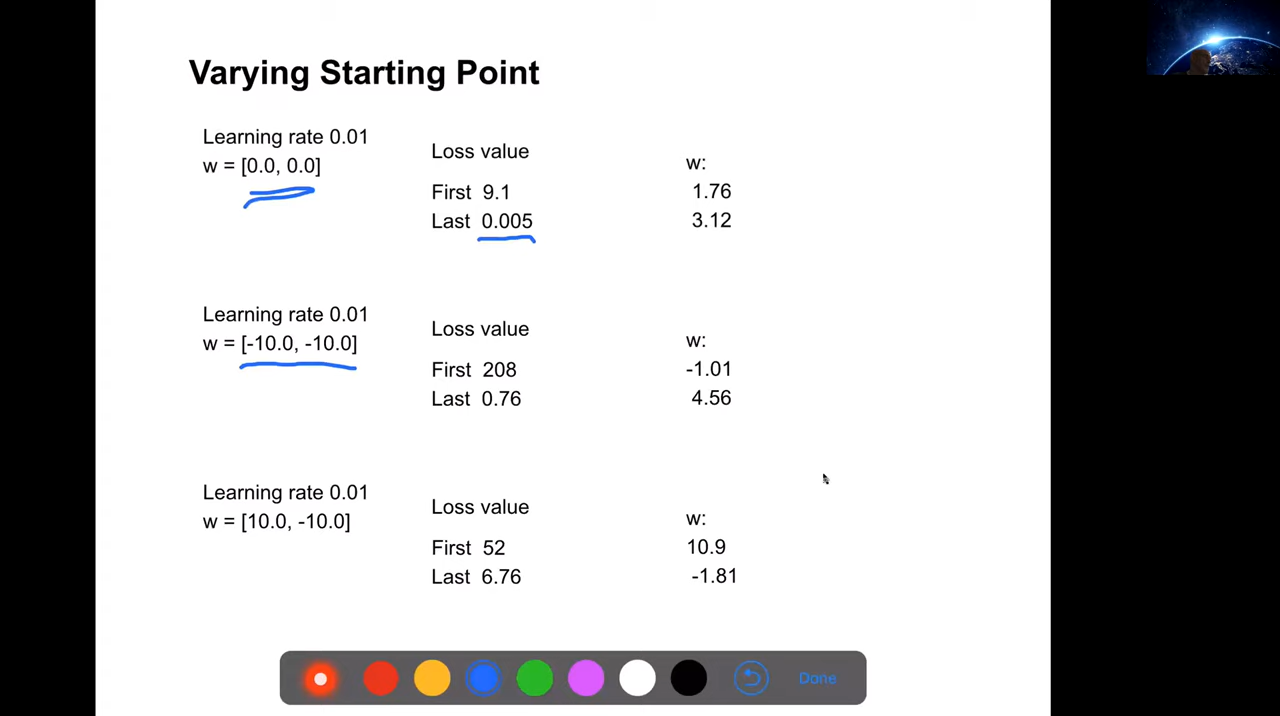 Varying Starting Point
Learning rate 0.01
w = [0.0, 0.0]
Loss value
First 9.1
Last 0.005
w:
1.76
3.12
Learning rate 0.01
w = [-10.0, -10.0]
Loss value
First 208
Last 0.76
w:
-1.01
4.56
Learning rate 0.01
w = [10.0, -10.0]
Loss value
First 52
Last 6.76
w:
10.9
-1.81
Done